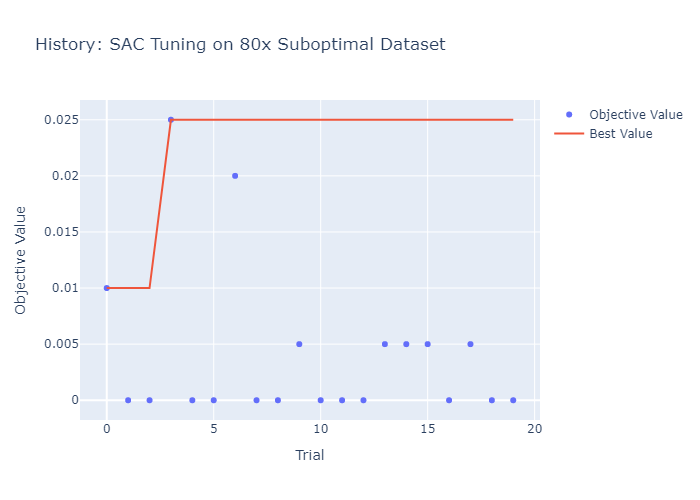 History: SAC Tuning on 80x Suboptimal Dataset
Objective Value
Best Value
0.025
0.02
0.015
0.01
0.005
0
Objective Value
0
5
10
15
20
Trial